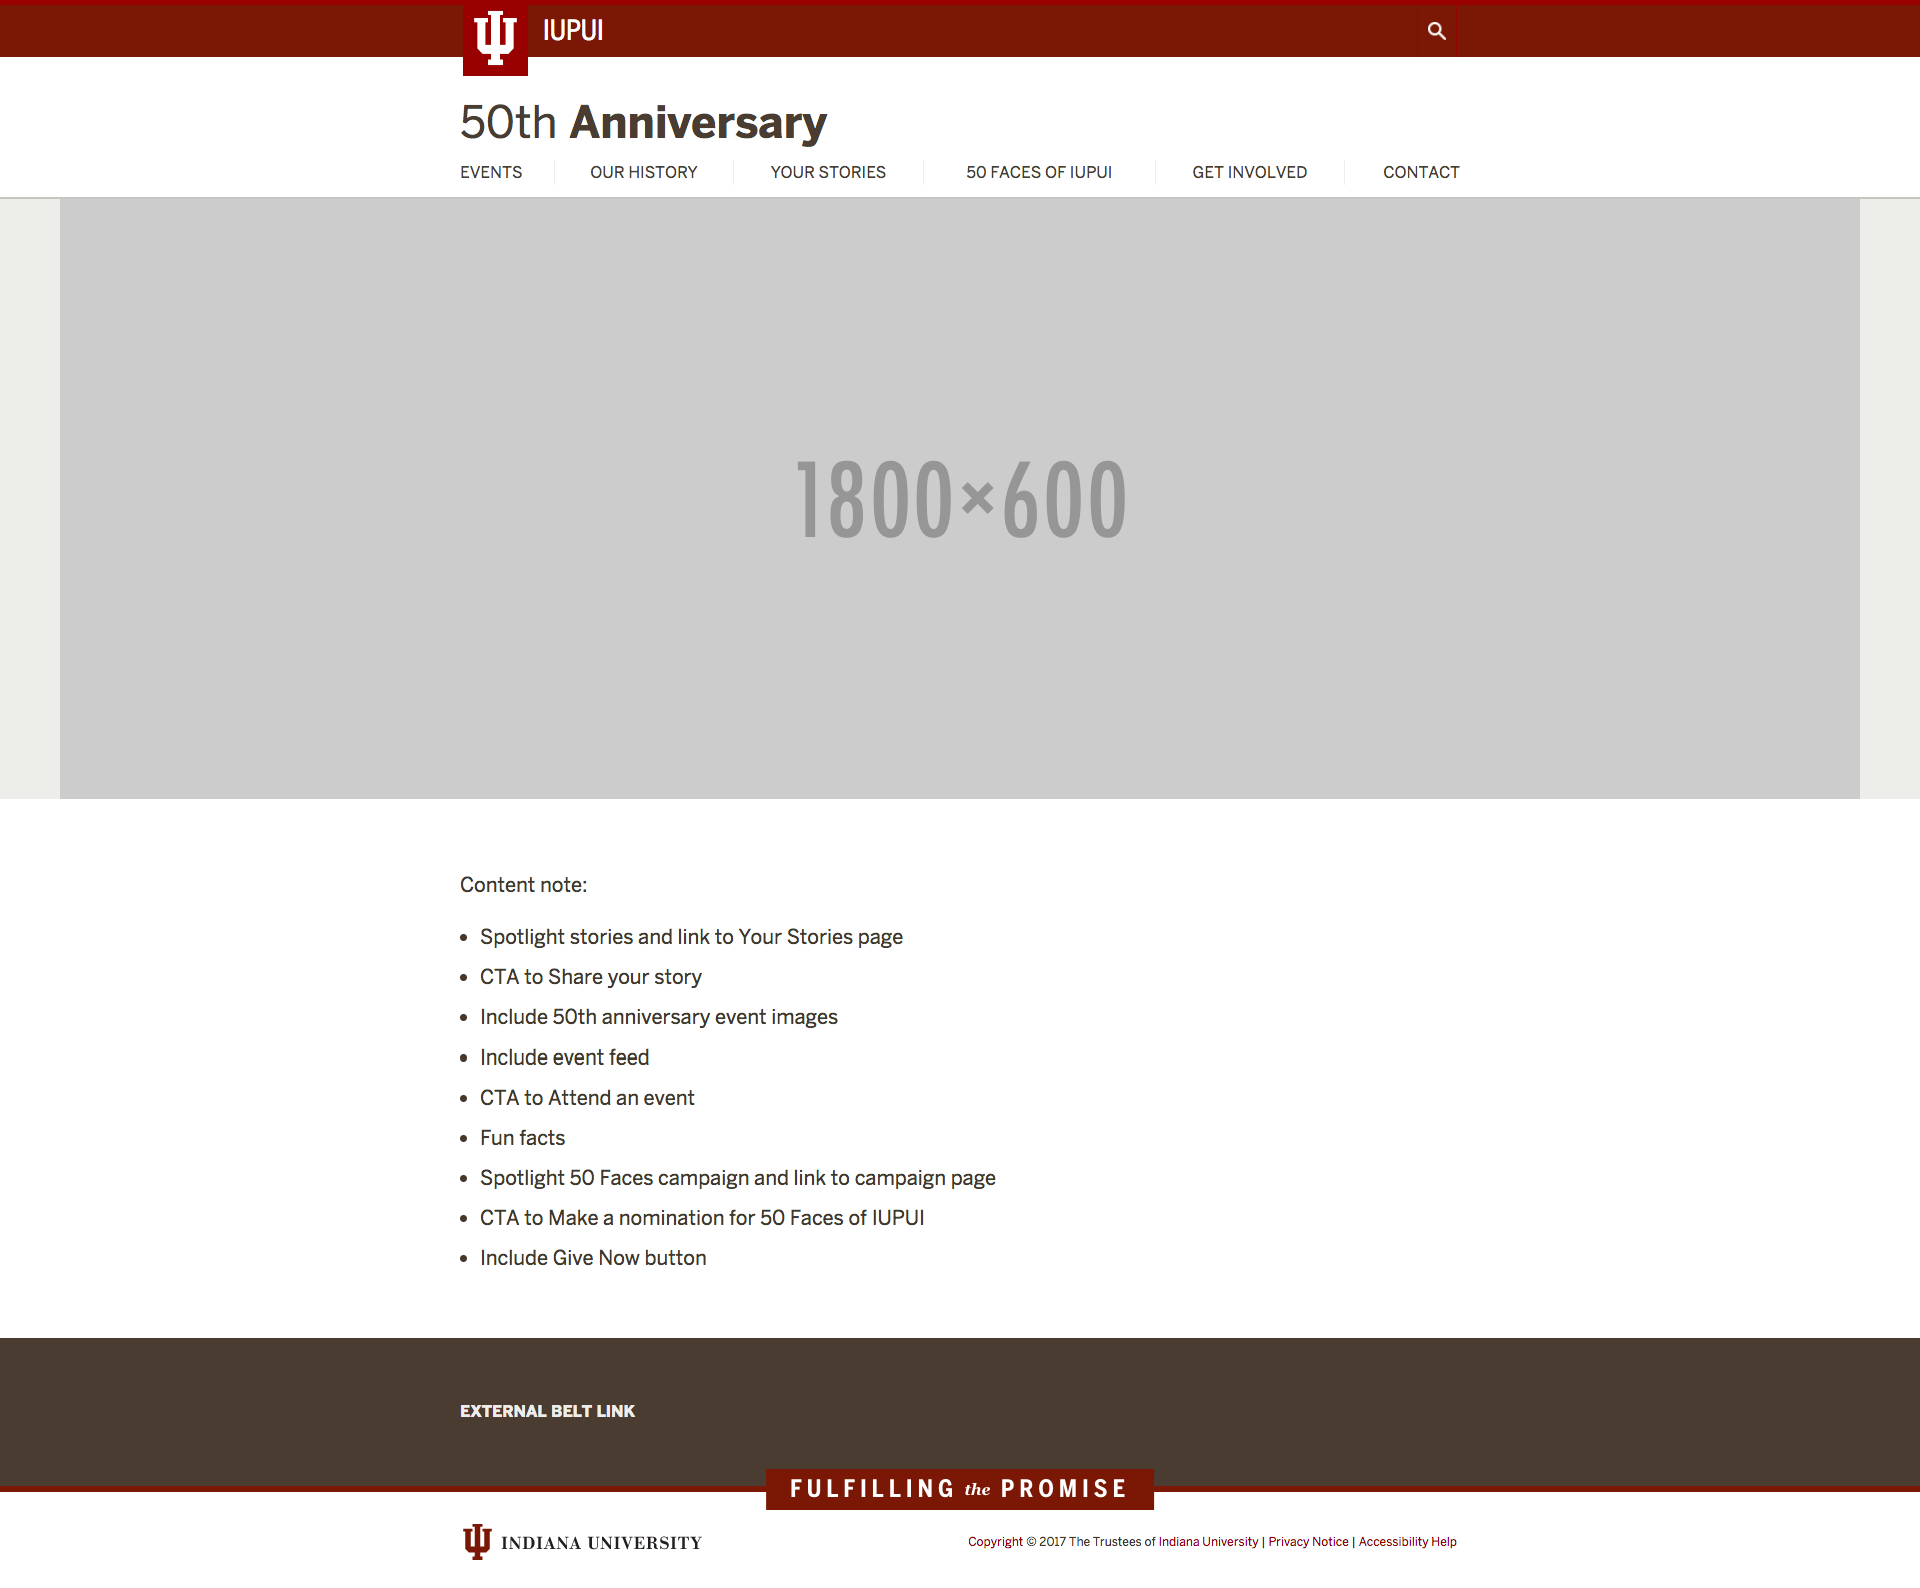 IUPUI
50th Anniversary
EVENTS
OUR HISTORY
YOUR STORIES
50 FACES OF IUPUI
GET INVOLVED
CONTACT
1800×600
Content note:
• Spotlight stories and link to Your Stories page
• CTA to Share your story
• Include 50th anniversary event images
• Include event feed
• CTA to Attend an event
• Fun facts
• Spotlight 50 Faces campaign and link to campaign page
• CTA to Make a nomination for 50 Faces of IUPUI
• Include Give Now button
EXTERNAL BELT LINK
FULFILLING the PROMISE
INDIANA UNIVERSITY
Copyright © 2017 The Trustees of Indiana University | Privacy Notice | Accessibility Help